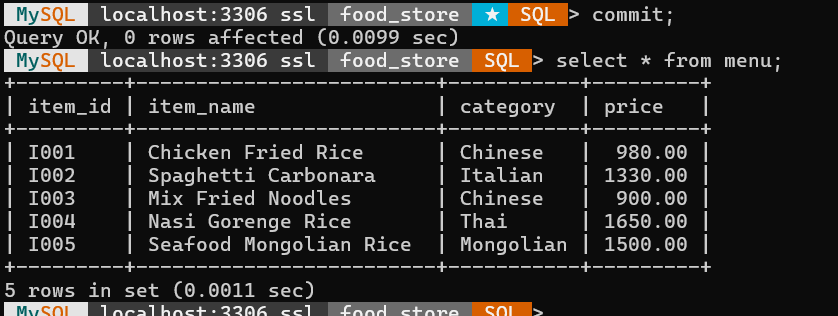 MySQL localhost:3306 ssl food_store ★ SQL > commit;
Query OK, 0 rows affected (0.0099 sec)
MySQL localhost:3306 ssl food_store SQL > select * from menu;
+---------+-----------------------+-----------+---------+
| item_id | item_name             | category  | price   |
+---------+-----------------------+-----------+---------+
| I001    | Chicken Fried Rice    | Chinese   |  980.00 |
| I002    | Spaghetti Carbonara   | Italian   | 1330.00 |
| I003    | Mix Fried Noodles     | Chinese   |  900.00 |
| I004    | Nasi Gorenge Rice     | Thai      | 1650.00 |
| I005    | Seafood Mongolian Rice | Mongolian | 1500.00 |
+---------+-----------------------+-----------+---------+
5 rows in set (0.0011 sec)
MySQL localhost:3306 ssl food_store SQL >